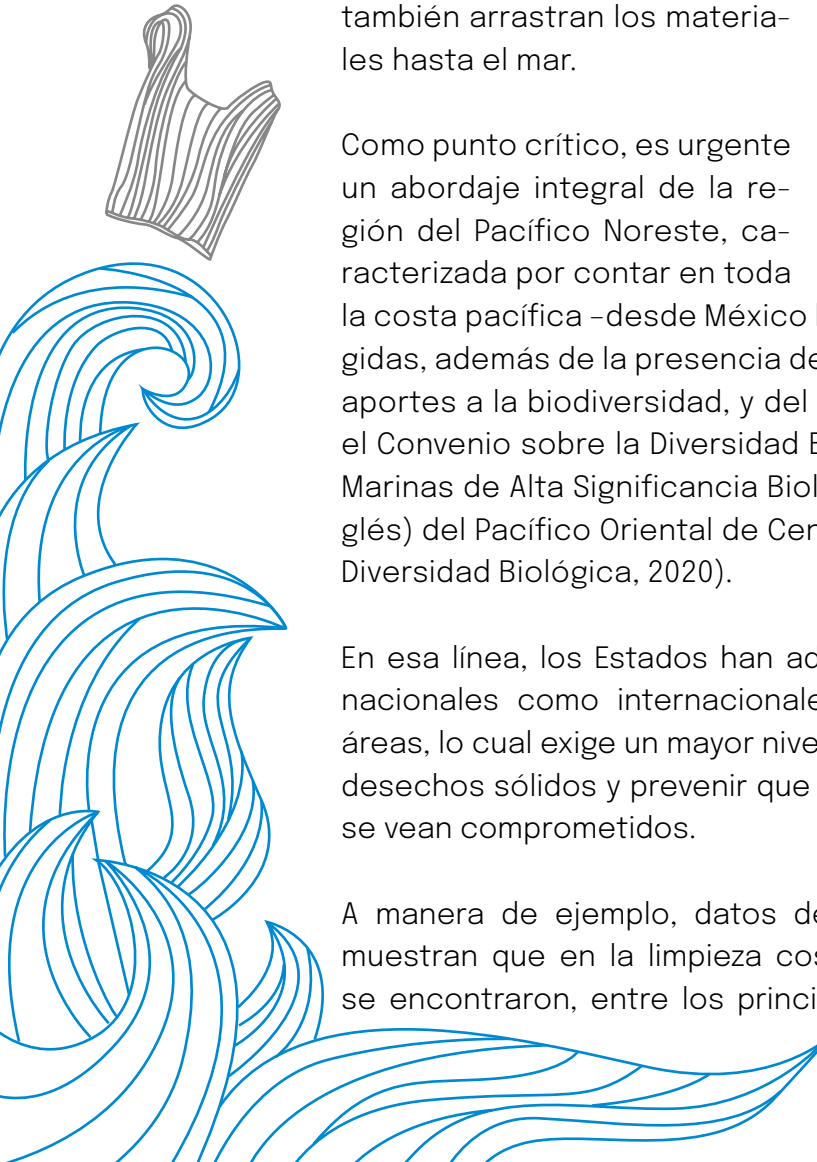 también arrastran los materia-
les hasta el mar.
Como punto crítico, es urgente
un abordaje integral de la re-
gión del Pacífico Noreste, ca-
racterizada por contar en toda
la costa pacífica –desde México
gidas, además de la presencia de
aportes a la biodiversidad, y del
el Convenio sobre la Diversidad
Marinas de Alta Significancia Biol
glés) del Pacífico Oriental de Cen
Diversidad Biológica, 2020).
En esa línea, los Estados han ad
nacionales como internacionale
áreas, lo cual exige un mayor nive
desechos sólidos y prevenir que
se vean comprometidos.
A manera de ejemplo, datos de
muestran que en la limpieza cos
se encontraron, entre los princi